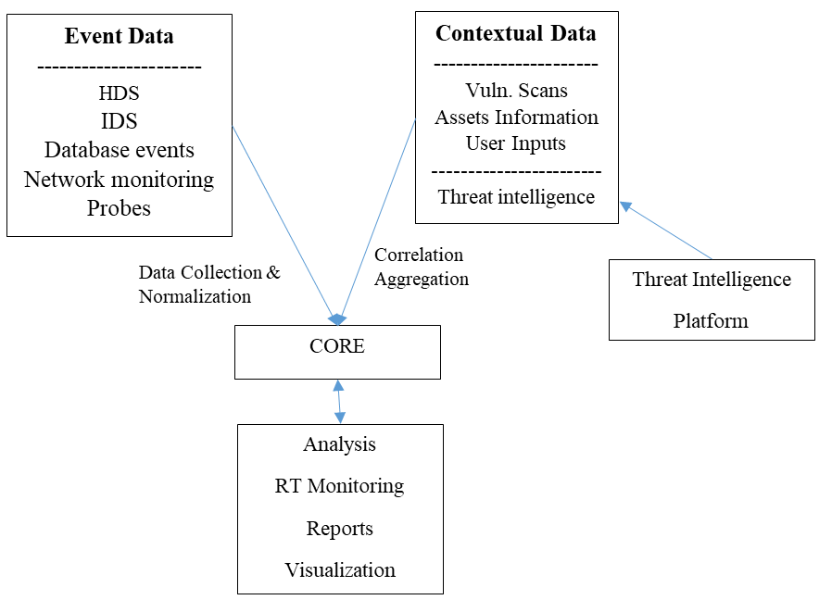 Event Data
----------------------
HDS
IDS
Database events
Network monitoring
Probes
Contextual Data
----------------------
Vuln. Scans
Assets Information
User Inputs
-----------------------
Threat intelligence
Data Collection &
Normalization
Correlation
Aggregation
Threat Intelligence
Platform
CORE
Analysis
RT Monitoring
Reports
Visualization